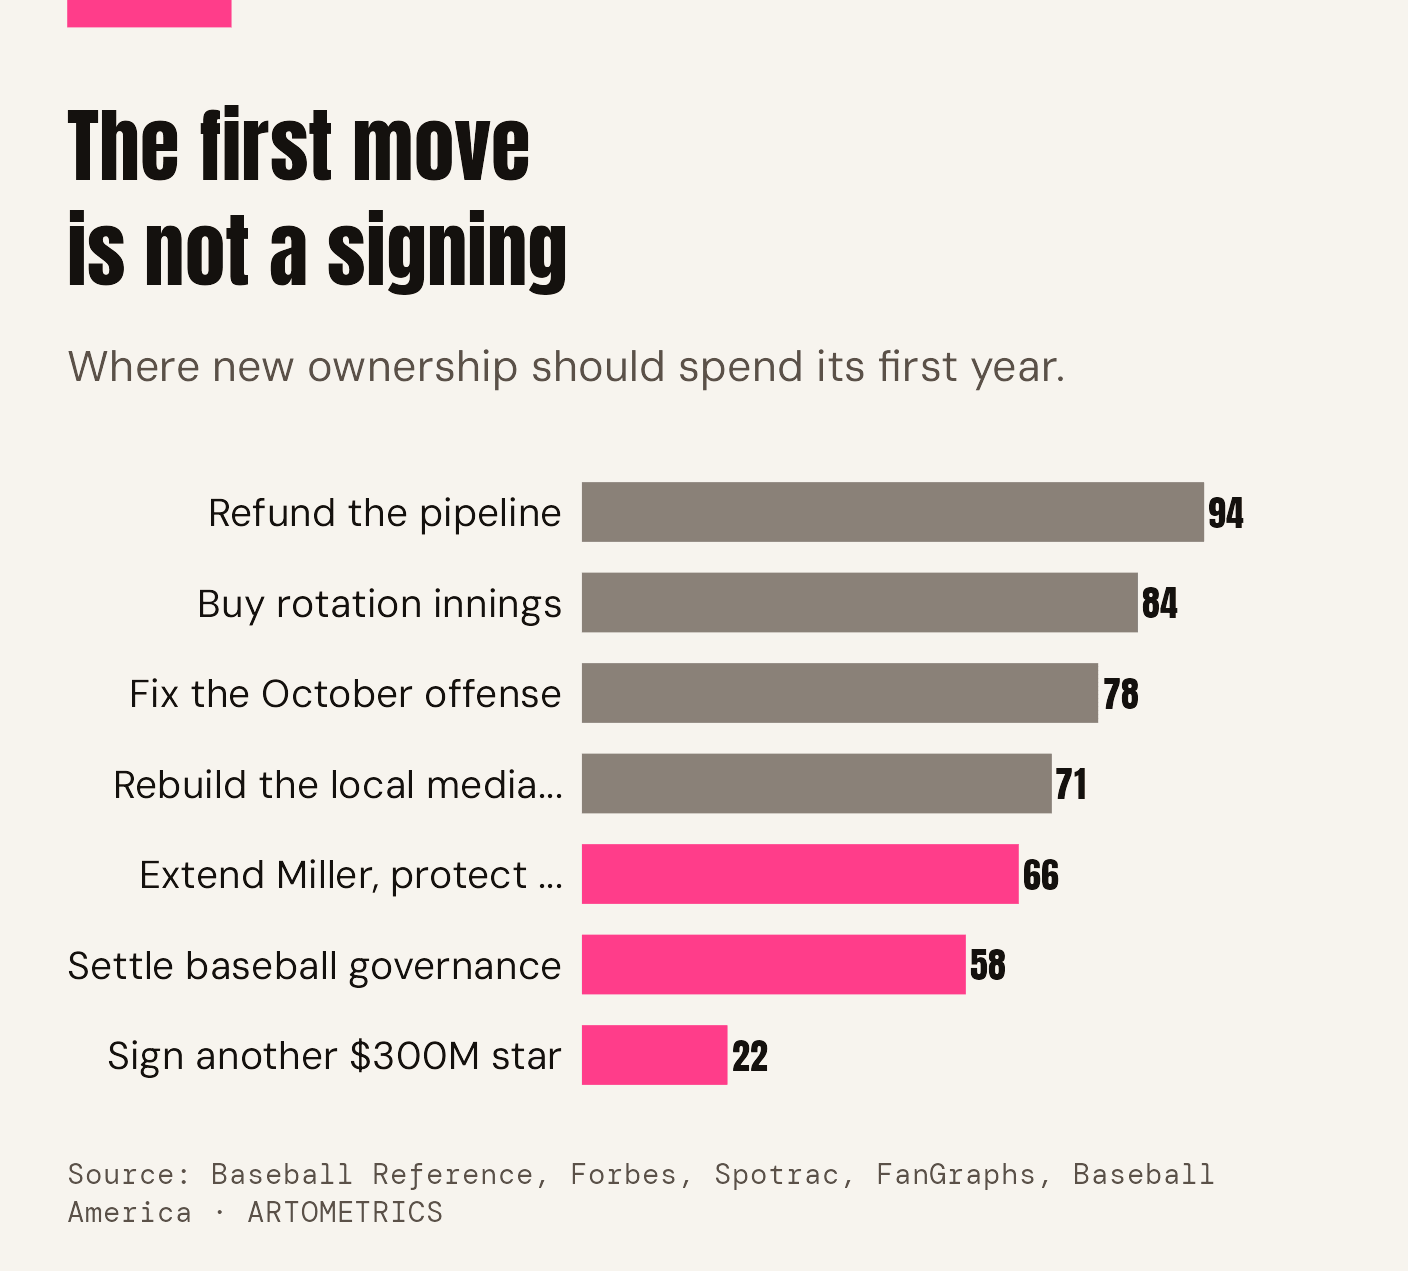 The first move
is not a signing
Where new ownership should spend its first year.
Refund the pipeline 94
Buy rotation innings 84
Fix the October offense 78
Rebuild the local media... 71
Extend Miller, protect ... 66
Settle baseball governance 58
Sign another $300M star 22
Source: Baseball Reference, Forbes, Spotrac, FanGraphs, Baseball
America · ARTOMETRICS